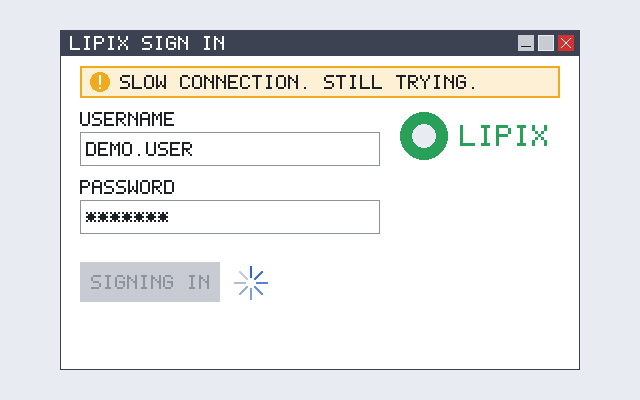 LIPIX SIGN IN
! SLOW CONNECTION. STILL TRYING.
USERNAME
DEMO.USER
LIPIX
PASSWORD
*******
SIGNING IN